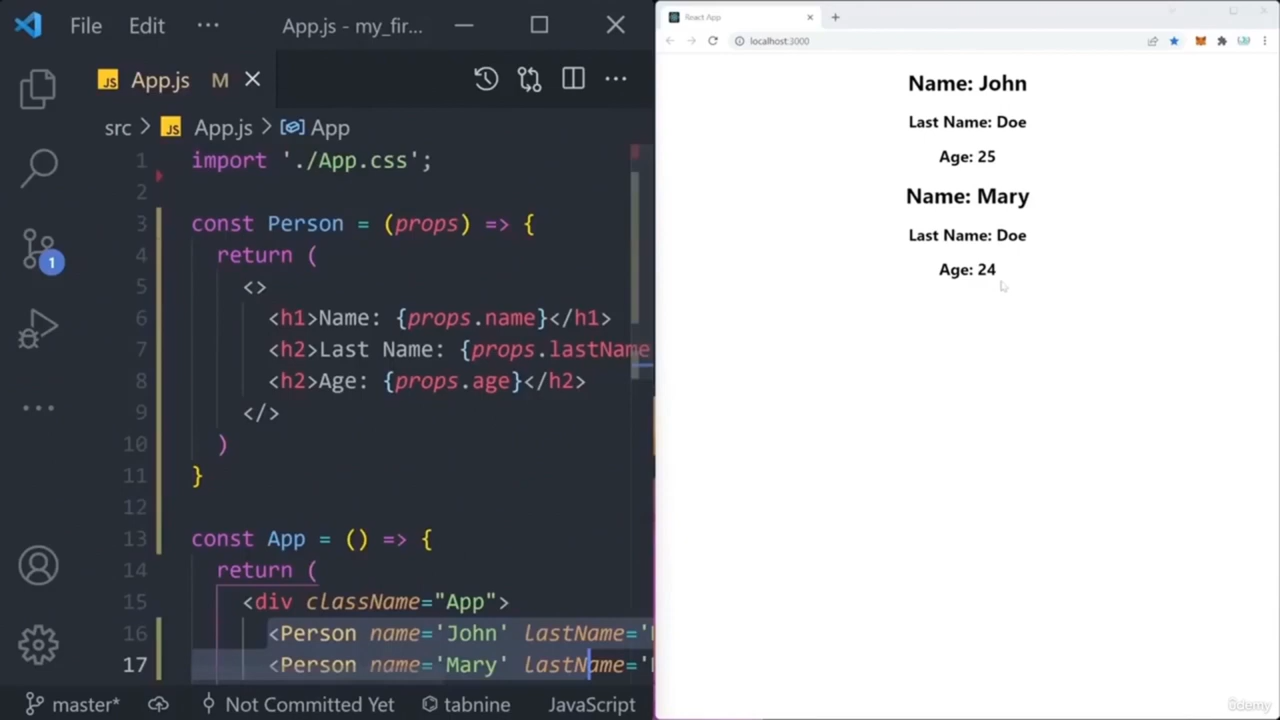 File Edit ··· App.js - my_fir...
JS App.js M
src > JS App.js > App
1 import './App.css';
2
3 const Person = (props) => {
4 return (
5 <>
6 <h1>Name: {props.name}</h1>
7 <h2>Last Name: {props.lastName
8 <h2>Age: {props.age}</h2>
9 </>
10 )
11 }
12
13 const App = () => {
14 return (
15 <div className="App">
16 <Person name='John' lastName='
17 <Person name='Mary' lastName='
1
master* Not Committed Yet tabnine JavaScript
React App
localhost:3000
Name: John
Last Name: Doe
Age: 25
Name: Mary
Last Name: Doe
Age: 24
ûdemy